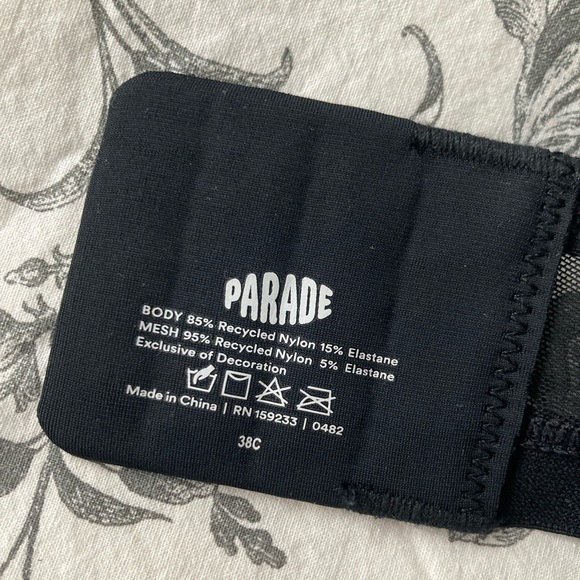 PARADE
BODY 85% Recycled Nylon 15% Elastane
MESH 95% Recycled Nylon 5% Elastane
Exclusive of Decoration
Made in China | RN 159233 | 0482
38C